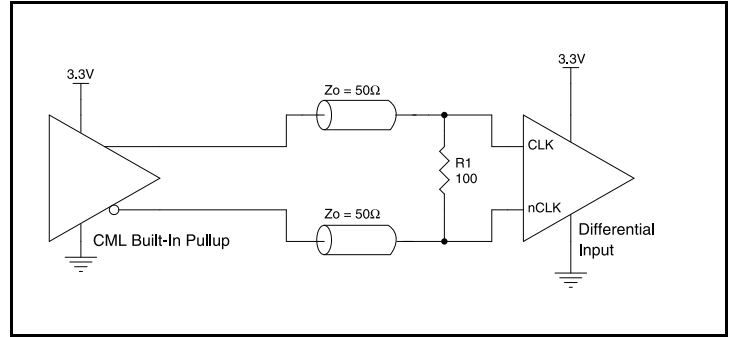 3.3V
3.3V
Zo = 50Ω
CLK
R1
100
nCLK
Zo = 50Ω
CML Built-In Pullup
Differential
Input